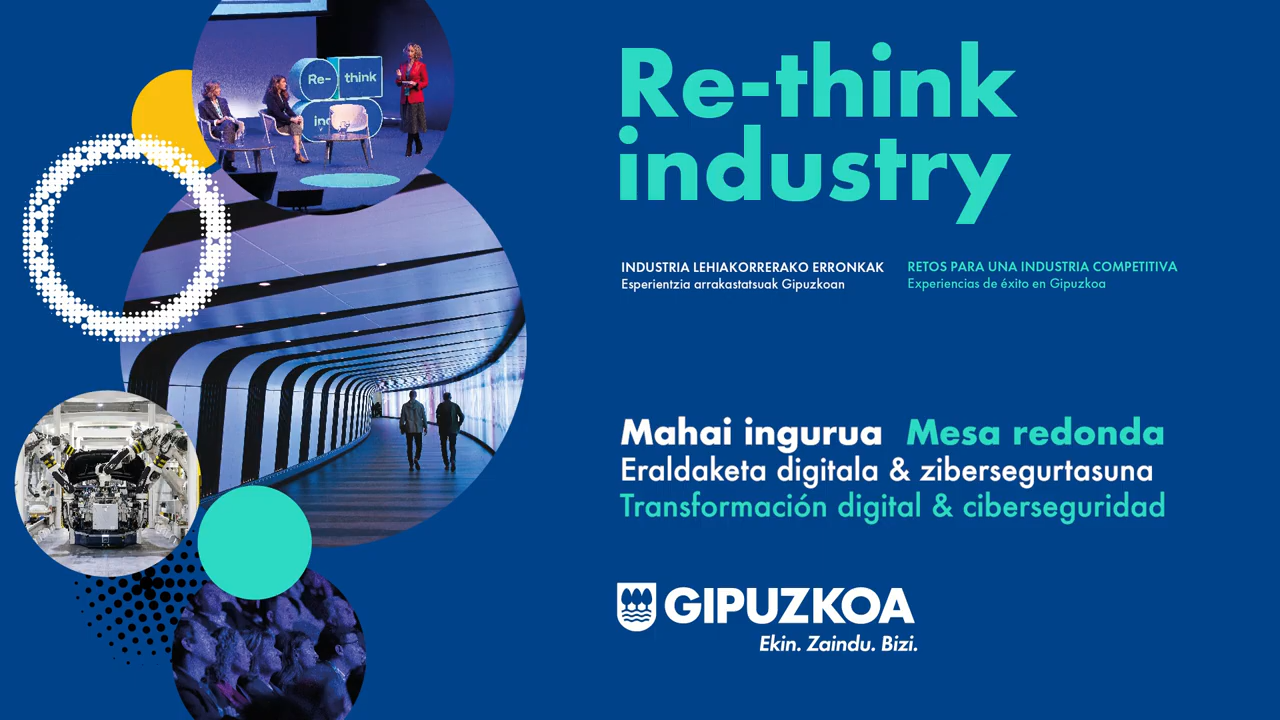 Re-
think
Re-think
industry
INDUSTRIA LEHIAKORRERAKO ERRONKAK
Esperientzia arrakastatsuak Gipuzkoan
RETOS PARA UNA INDUSTRIA COMPETITIVA
Experiencias de éxito en Gipuzkoa
Mahai ingurua Mesa redonda
Eraldaketa digitala & zibersegurtasuna
Transformación digital & ciberseguridad
GIPUZKOA
Ekin. Zaindu. Bizi.